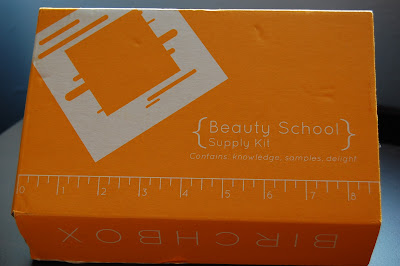 {Beauty School
Supply Kit}
Contains: knowledge, samples, delight
0 1 2 3 4 5 6 7 8
BIRCHBOX